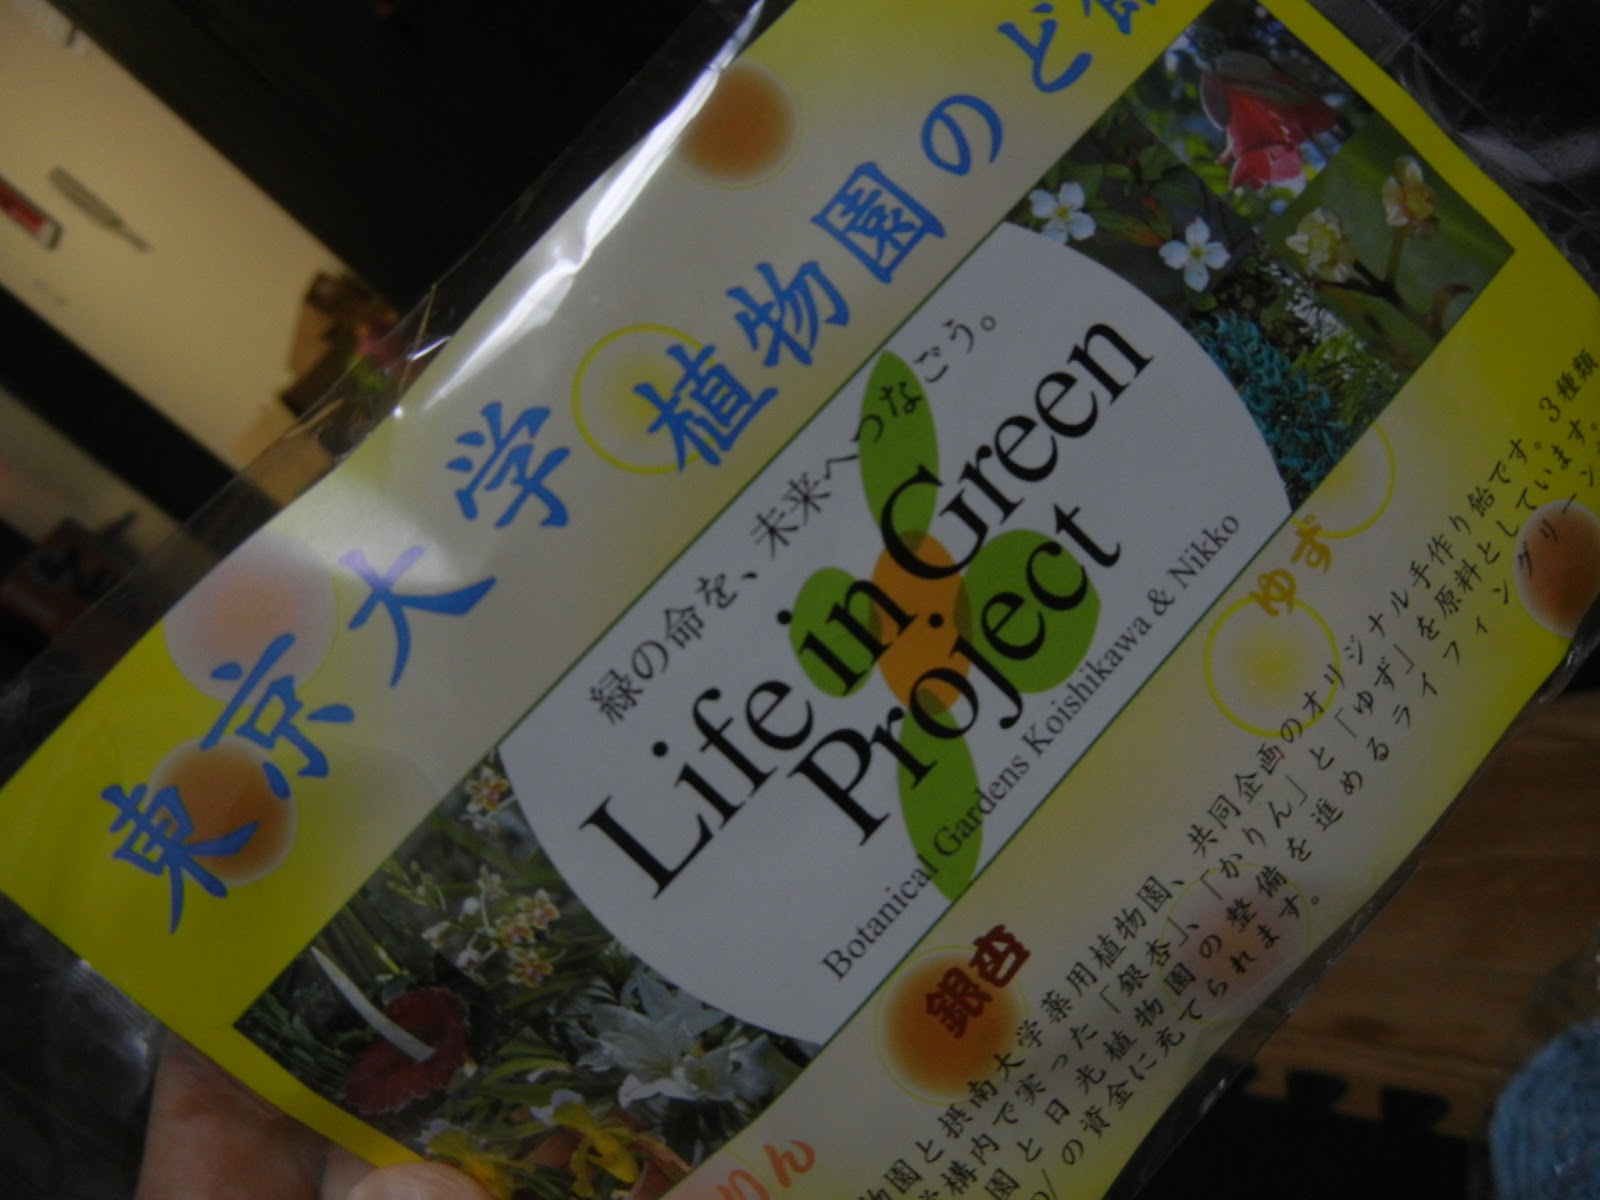 東京大学 植物園のど飴
緑の命を、未来へつなごう。
Life in Green
Project
Botanical Gardens Koishikawa & Nikko
ゆず
銀杏
りん
物園と摂南大学薬用植物園、共同企画のオリジナル手作り飴です。3種類
構内で実った「銀杏」、「かりん」と「ゆず」を原料としています。
園と日光植物園の整備を進めるライフィングリーン
の資金に充てられます。